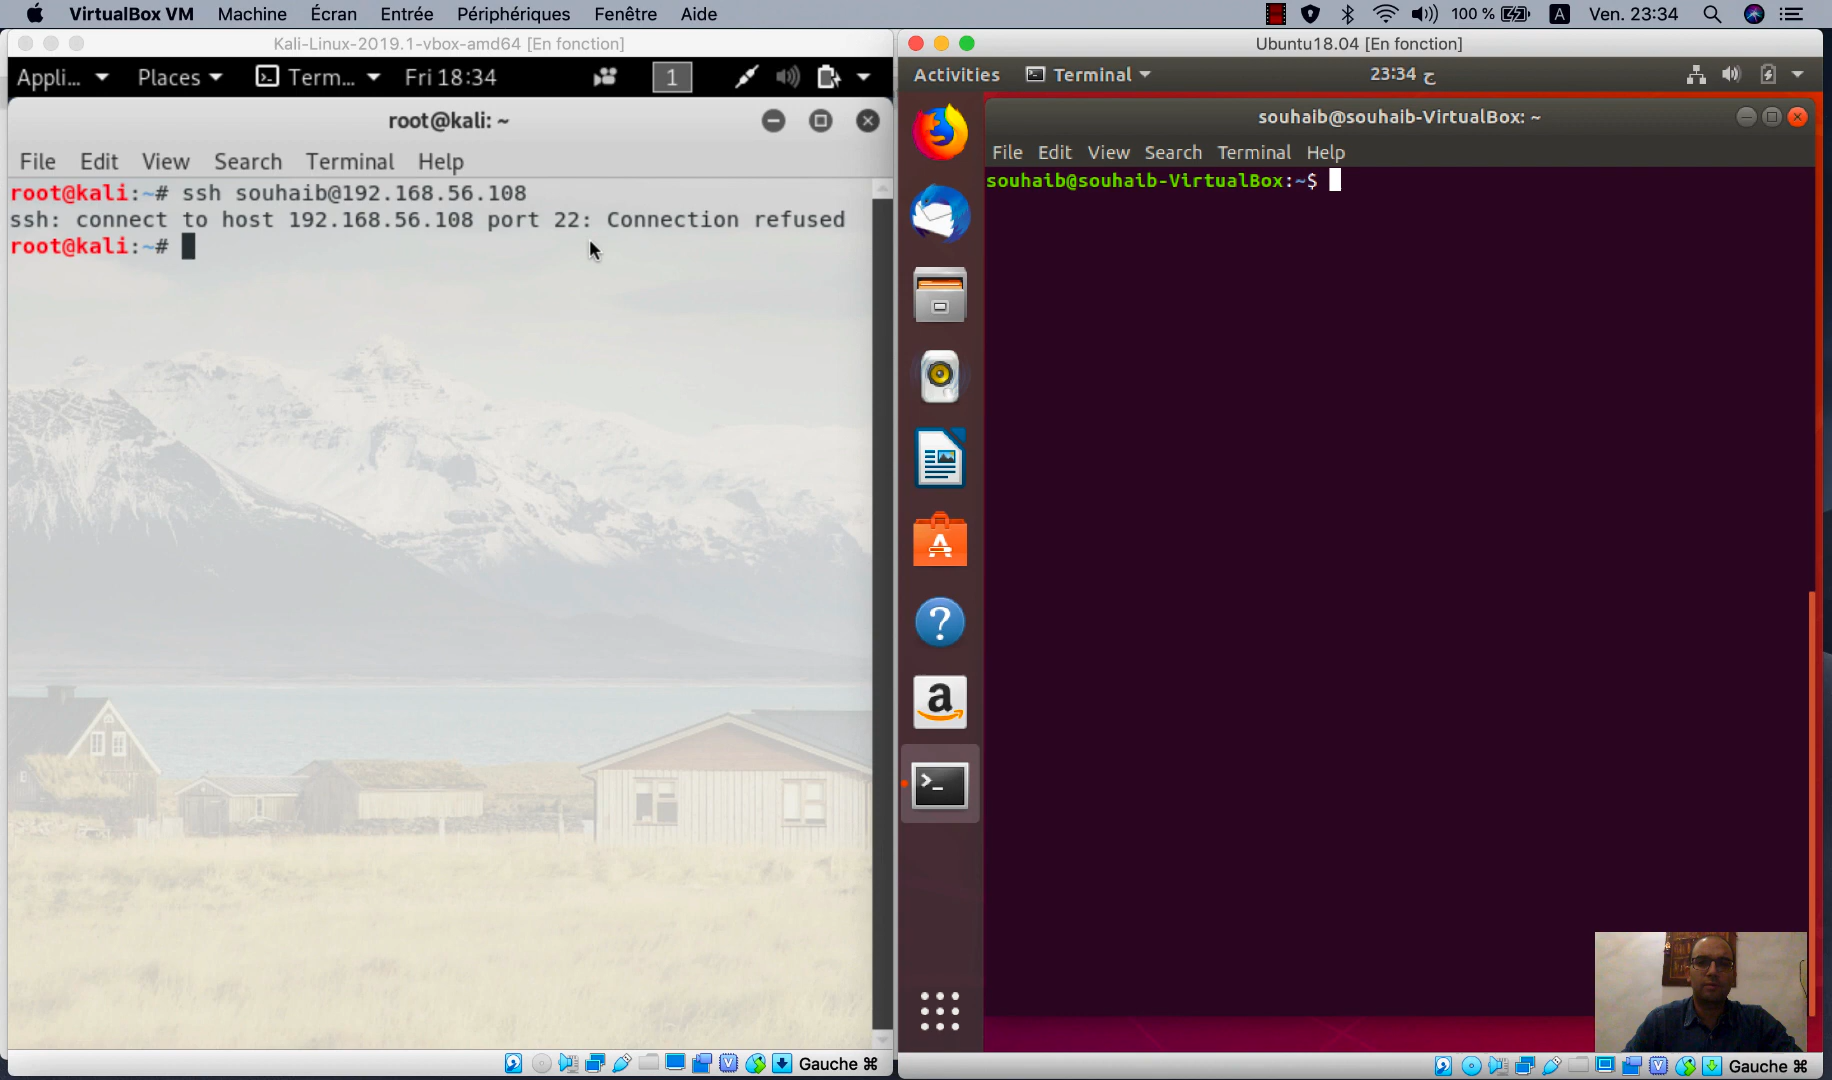 VirtualBox VM Machine Écran Entrée Périphériques Fenêtre Aide 100 % A Ven. 23:34
Kali-Linux-2019.1-vbox-amd64 [En fonction]
Appli... Places Term... Fri 18:34 1
root@kali: ~
File Edit View Search Terminal Help
root@kali:~# ssh souhaib@192.168.56.108
ssh: connect to host 192.168.56.108 port 22: Connection refused
root@kali:~#
Gauche ⌘
Ubuntu18.04 [En fonction]
Activities Terminal 23:34 ج
souhaib@souhaib-VirtualBox: ~
File Edit View Search Terminal Help
souhaib@souhaib-VirtualBox:~$
Gauche ⌘